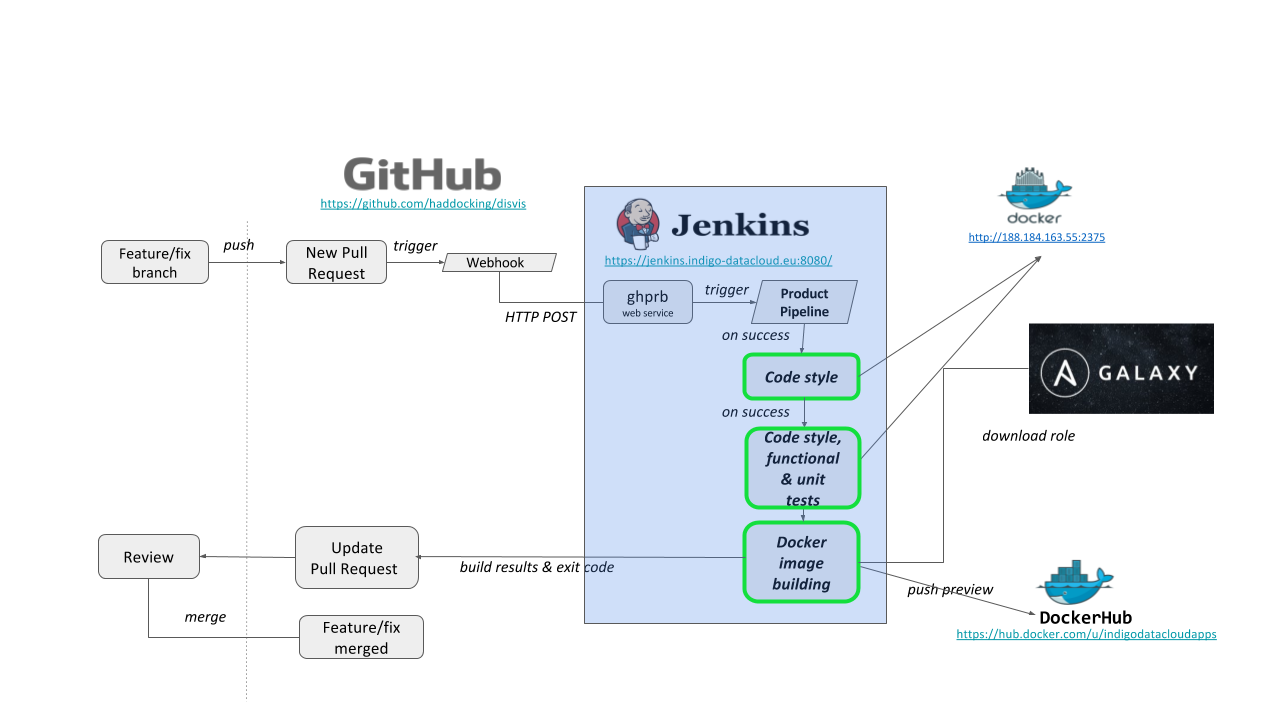 GitHub
https://github.com/haddocking/disvis
Feature/fix
branch
push
New Pull
Request
trigger
Webhook
HTTP POST
Jenkins
https://jenkins.indigo-datacloud.eu:8080/
ghprb
web service
trigger
Product
Pipeline
on success
Code style
on success
Code style,
functional
& unit
tests
Docker
image
building
docker
http://188.184.163.55:2375
A GALAXY
download role
push preview
DockerHub
https://hub.docker.com/u/indigodatacloudapps
build results & exit code
Update
Pull Request
Review
merge
Feature/fix
merged